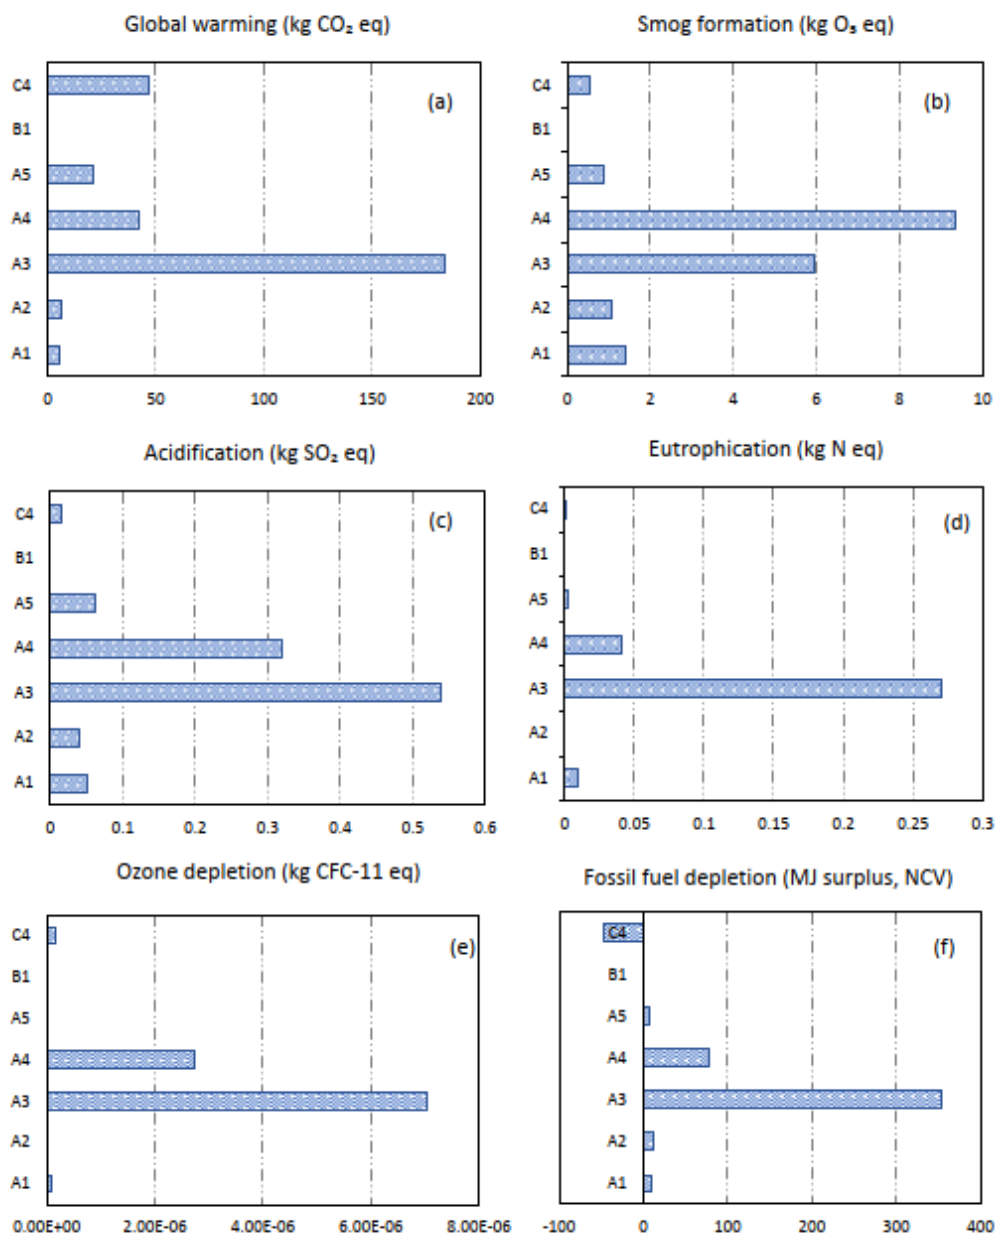 Global warming (kg CO₂ eq)
(a)
C4
B1
A5
A4
A3
A2
A1
0 50 100 150 200
Smog formation (kg O₃ eq)
(b)
C4
B1
A5
A4
A3
A2
A1
0 2 4 6 8 10
Acidification (kg SO₂ eq)
(c)
C4
B1
A5
A4
A3
A2
A1
0 0.1 0.2 0.3 0.4 0.5 0.6
Eutrophication (kg N eq)
(d)
C4
B1
A5
A4
A3
A2
A1
0 0.05 0.1 0.15 0.2 0.25 0.3
Ozone depletion (kg CFC-11 eq)
(e)
C4
B1
A5
A4
A3
A2
A1
0.00E+00 2.00E-06 4.00E-06 6.00E-06 8.00E-06
Fossil fuel depletion (MJ surplus, NCV)
(f)
C4
B1
A5
A4
A3
A2
A1
-100 0 100 200 300 400